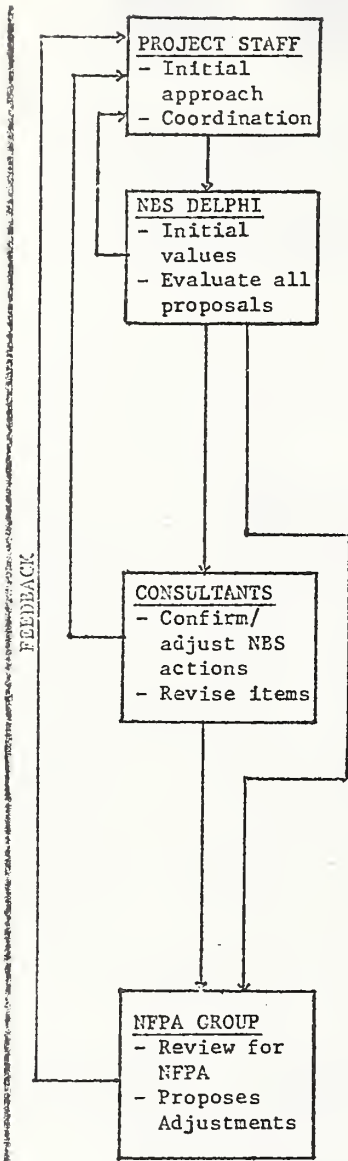 PROJECT STAFF
- Initial
approach
- Coordination
NBS DELPHI
- Initial
values
- Evaluate all
proposals
FEEDBACK
CONSULTANTS
- Confirm/
adjust NBS
actions
- Revise items
NFPA GROUP
- Review for
NFPA
- Proposes
Adjustments